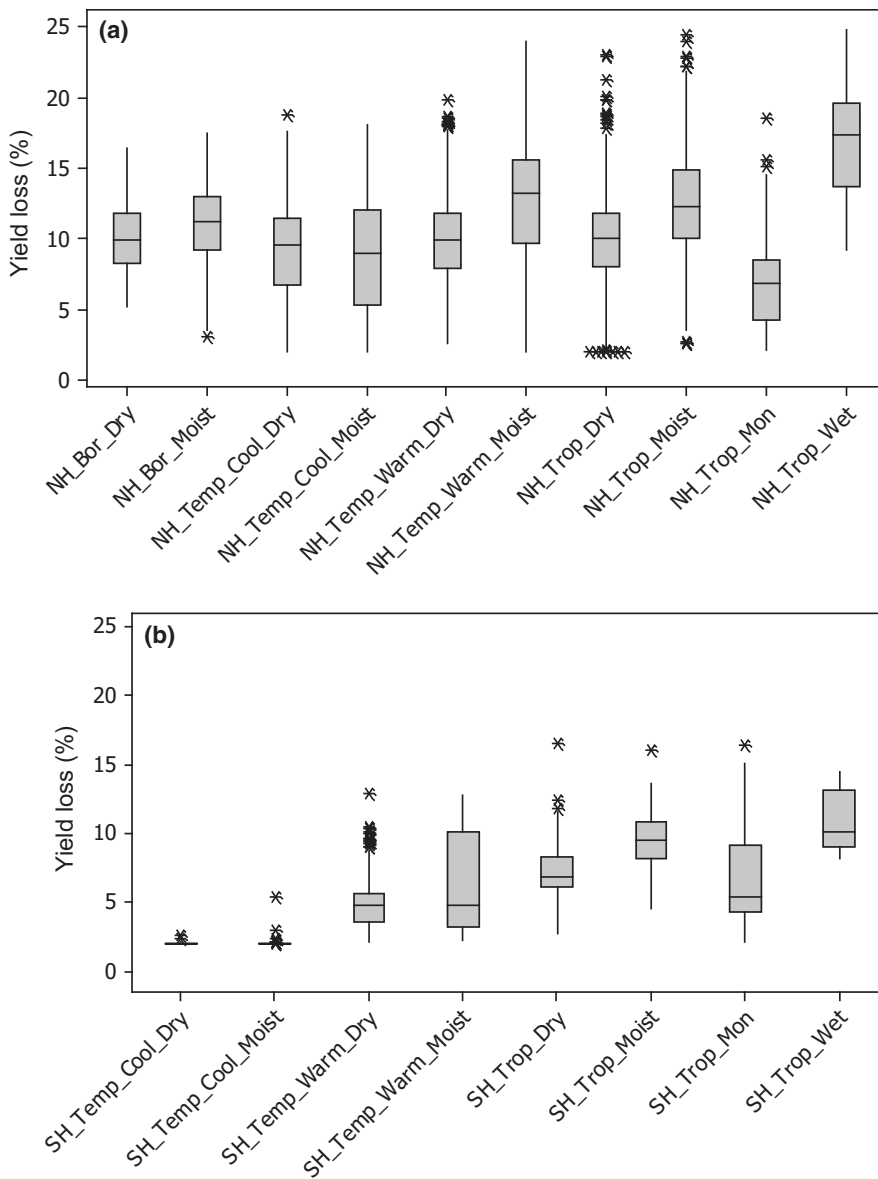 (a)
25
20
15
10
5
0
Yield loss (%)
NH_Bor_Dry
NH_Bor_Moist
NH_Temp_Cool_Dry
NH_Temp_Cool_Moist
NH_Temp_Warm_Dry
NH_Temp_Warm_Moist
NH_Trop_Dry
NH_Trop_Moist
NH_Trop_Mon
NH_Trop_Wet
(b)
25
20
15
10
5
0
Yield loss (%)
SH_Temp_Cool_Dry
SH_Temp_Cool_Moist
SH_Temp_Warm_Dry
SH_Temp_Warm_Moist
SH_Trop_Dry
SH_Trop_Moist
SH_Trop_Mon
SH_Trop_Wet